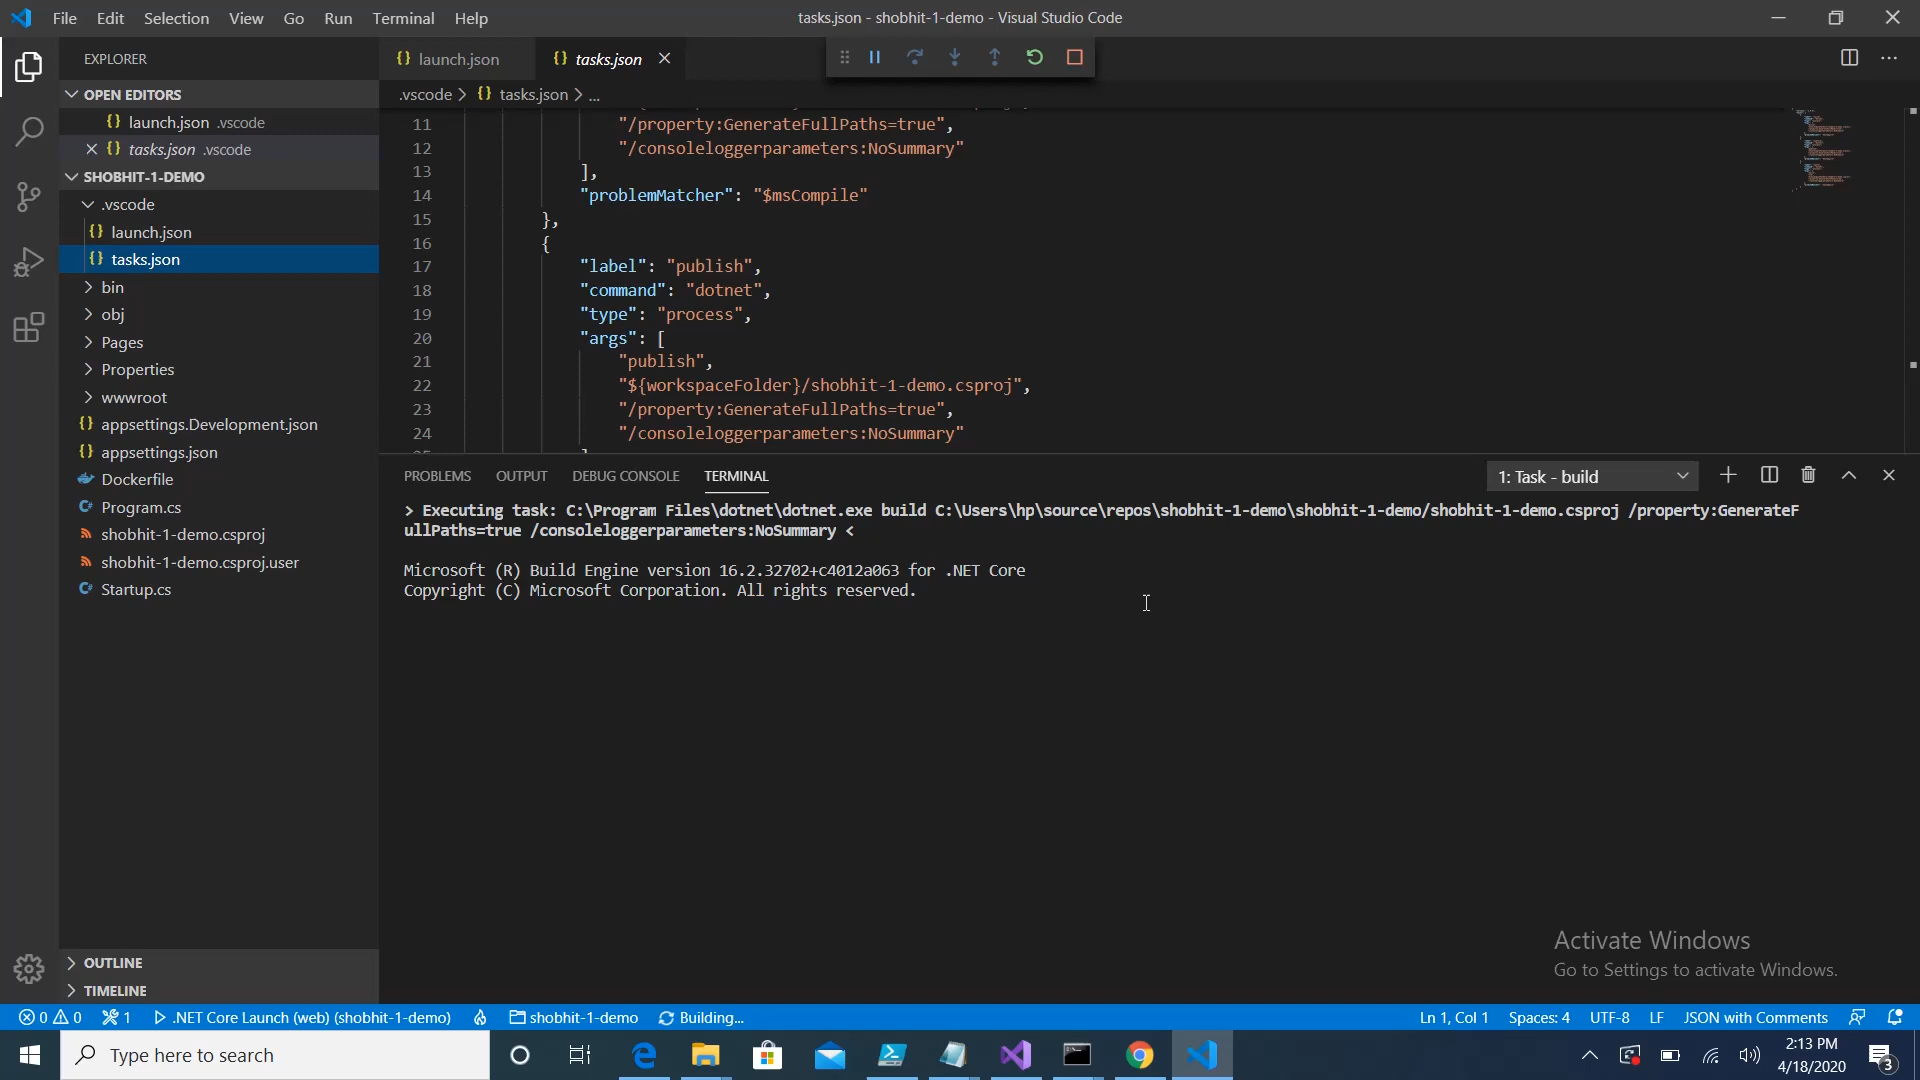 File Edit Selection View Go Run Terminal Help
tasks.json - shobhit-1-demo - Visual Studio Code
EXPLORER
OPEN EDITORS
launch.json .vscode
tasks.json .vscode
SHOBHIT-1-DEMO
.vscode
launch.json
tasks.json
bin
obj
Pages
Properties
wwwroot
appsettings.Development.json
appsettings.json
Dockerfile
Program.cs
shobhit-1-demo.csproj
shobhit-1-demo.csproj.user
Startup.cs
OUTLINE
TIMELINE
launch.json
tasks.json
.vscode > {} tasks.json > ...
11 "/property:GenerateFullPaths=true",
12 "/consoleloggerparameters:NoSummary"
13 ],
14 "problemMatcher": "$msCompile"
15 },
16 {
17 "label": "publish",
18 "command": "dotnet",
19 "type": "process",
20 "args": [
21 "publish",
22 "${workspaceFolder}/shobhit-1-demo.csproj",
23 "/property:GenerateFullPaths=true",
24 "/consoleloggerparameters:NoSummary"
PROBLEMS OUTPUT DEBUG CONSOLE TERMINAL
1: Task - build
> Executing task: C:\Program Files\dotnet\dotnet.exe build C:\Users\hp\source\repos\shobhit-1-demo\shobhit-1-demo/shobhit-1-demo.csproj /property:GenerateF
ullPaths=true /consoleloggerparameters:NoSummary <
Microsoft (R) Build Engine version 16.2.32702+c4012a063 for .NET Core
Copyright (C) Microsoft Corporation. All rights reserved.
Activate Windows
Go to Settings to activate Windows.
0 0 1 .NET Core Launch (web) (shobhit-1-demo) shobhit-1-demo Building...
Ln 1, Col 1 Spaces: 4 UTF-8 LF JSON with Comments
Type here to search
2:13 PM
4/18/2020
3